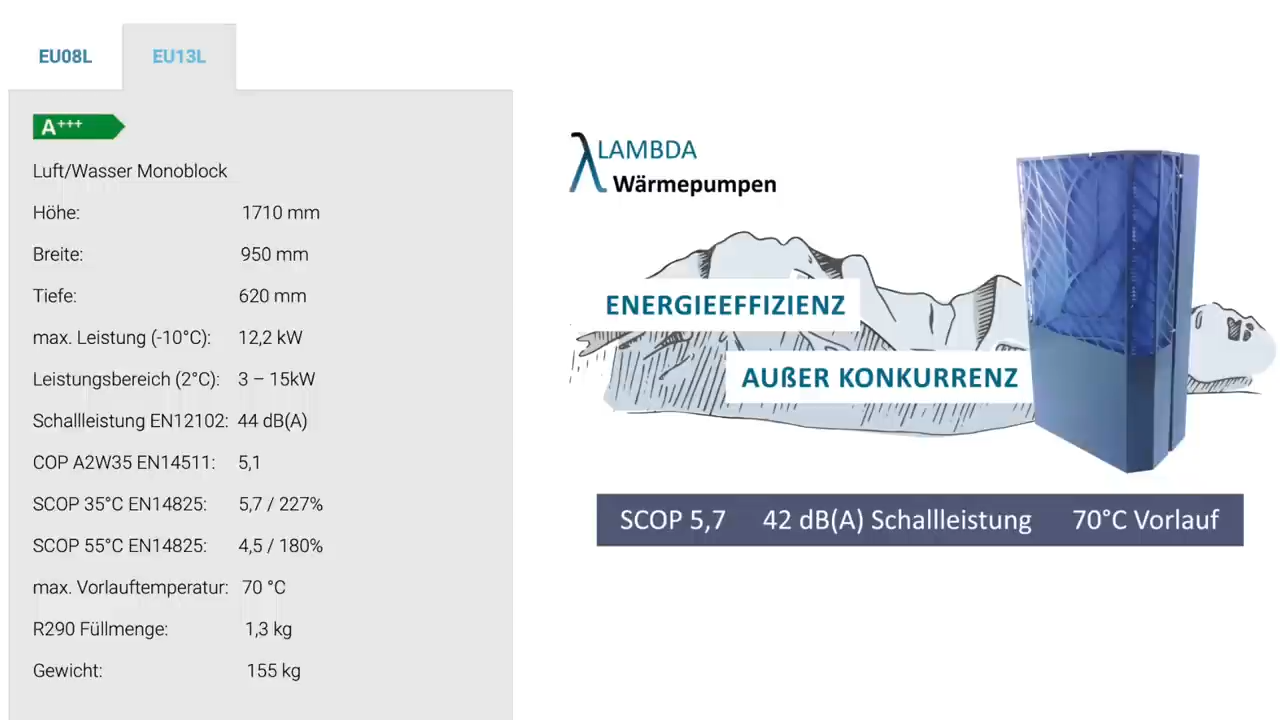 EU08L
EU13L
A+++
Luft/Wasser Monoblock
Höhe: 1710 mm
Breite: 950 mm
Tiefe: 620 mm
max. Leistung (-10°C): 12,2 kW
Leistungsbereich (2°C): 3 – 15kW
Schallleistung EN12102: 44 dB(A)
COP A2W35 EN14511: 5,1
SCOP 35°C EN14825: 5,7 / 227%
SCOP 55°C EN14825: 4,5 / 180%
max. Vorlauftemperatur: 70 °C
R290 Füllmenge: 1,3 kg
Gewicht: 155 kg
λ LAMBDA
Wärmepumpen
ENERGIEEFFIZIENZ
AUßER KONKURRENZ
SCOP 5,7 42 dB(A) Schallleistung 70°C Vorlauf